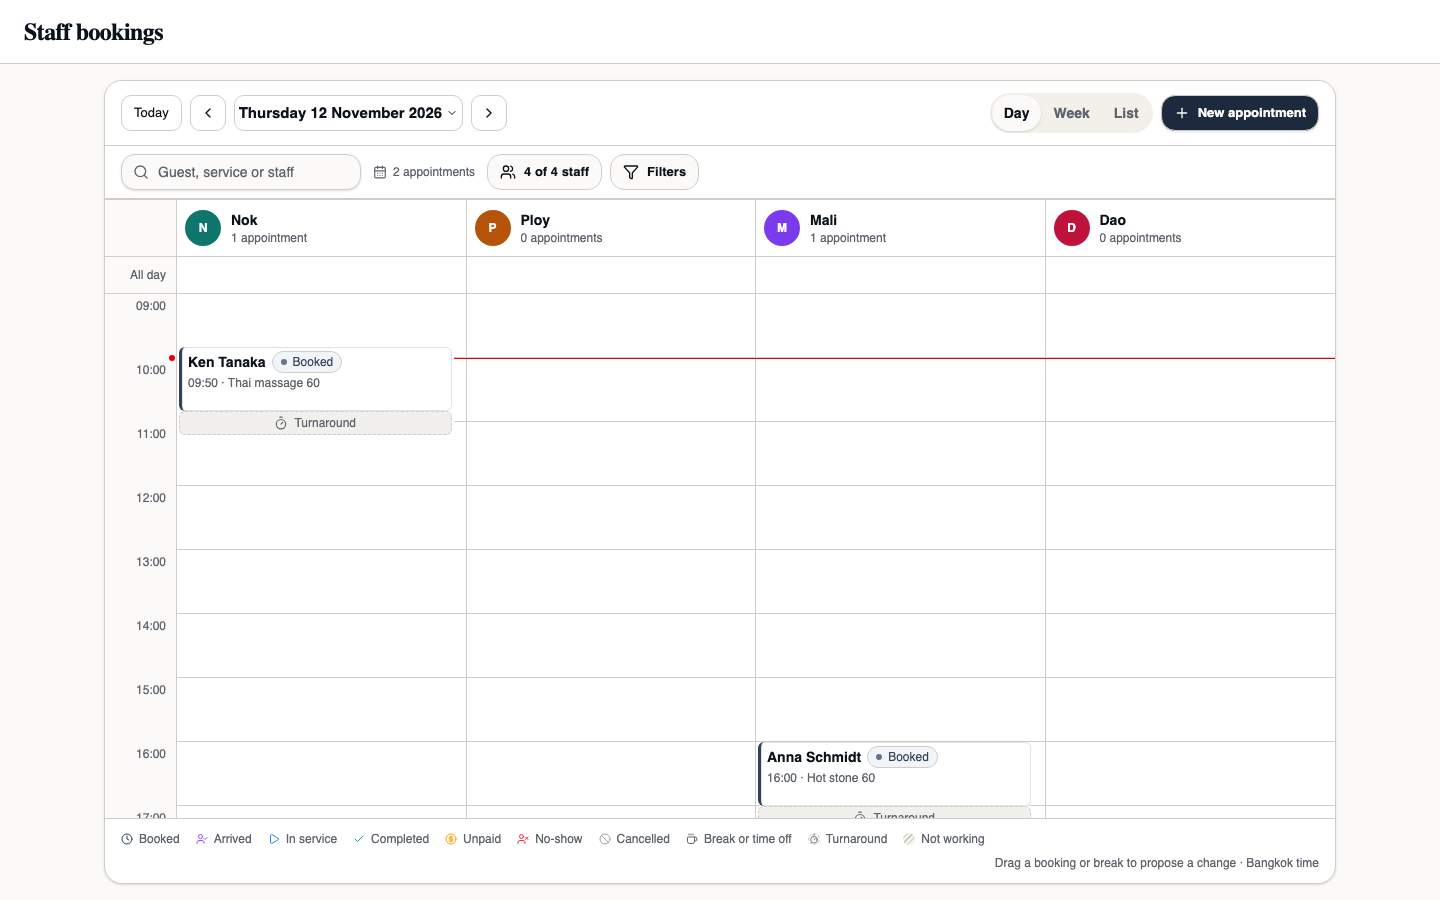 Staff bookings
Today
Thursday 12 November 2026
Day Week List
New appointment
Guest, service or staff
2 appointments
4 of 4 staff
Filters
N Nok
1 appointment
P Ploy
0 appointments
M Mali
1 appointment
D Dao
0 appointments
All day
09:00
Ken Tanaka Booked
10:00
09:50 · Thai massage 60
Turnaround
11:00
12:00
13:00
14:00
15:00
16:00
Anna Schmidt Booked
16:00 · Hot stone 60
17:00
Turnaround
Booked Arrived In service Completed Unpaid No-show Cancelled Break or time off Turnaround Not working
Drag a booking or break to propose a change · Bangkok time